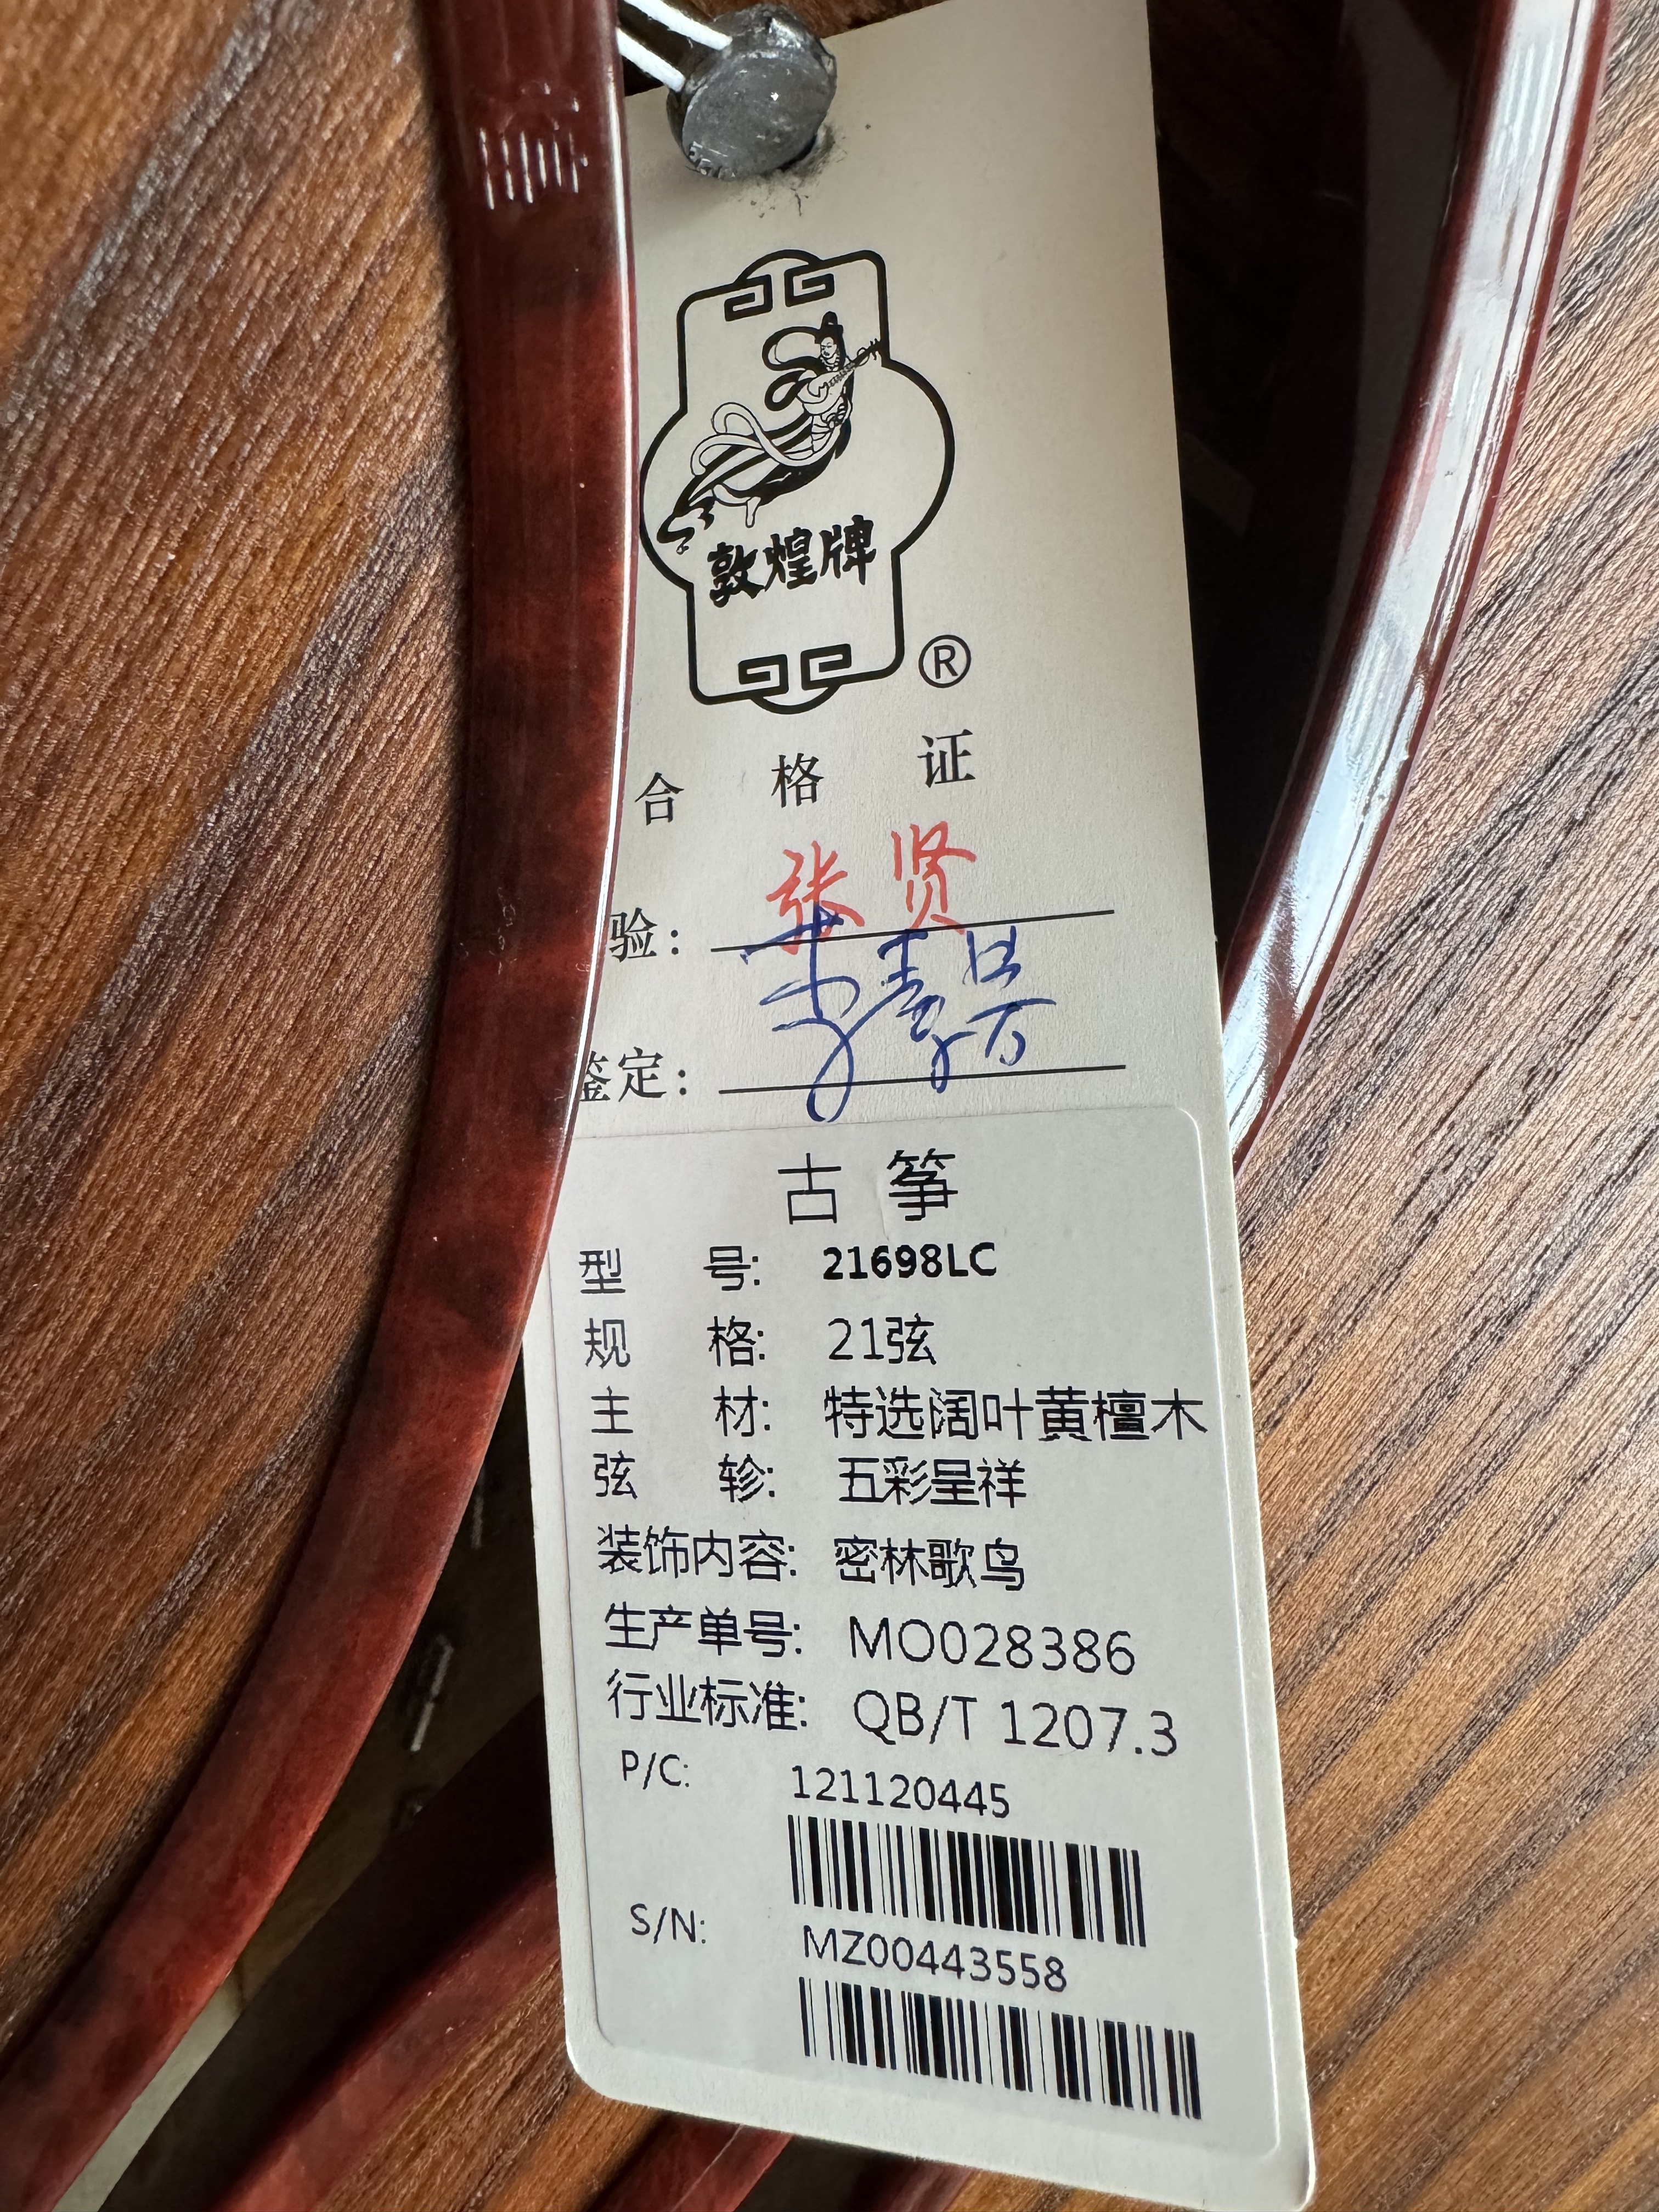 敦煌牌
®
合格证
验: 张贤
鉴定:
古筝
型号: 21698LC
规格: 21弦
主材: 特选阔叶黄檀木
弦轸: 五彩呈祥
装饰内容: 密林歌鸟
生产单号: MO028386
行业标准: QB/T 1207.3
P/C: 121120445
S/N: MZ00443558